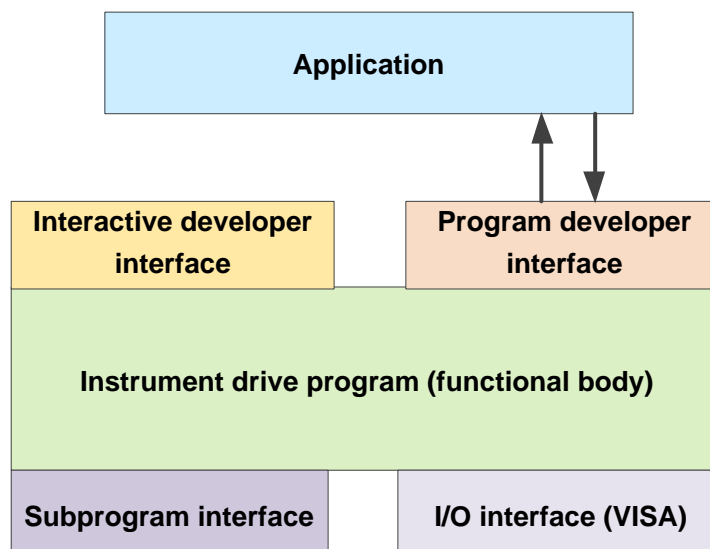 Application
Interactive developer
interface
Program developer
interface
Instrument drive program (functional body)
Subprogram interface
I/O interface (VISA)